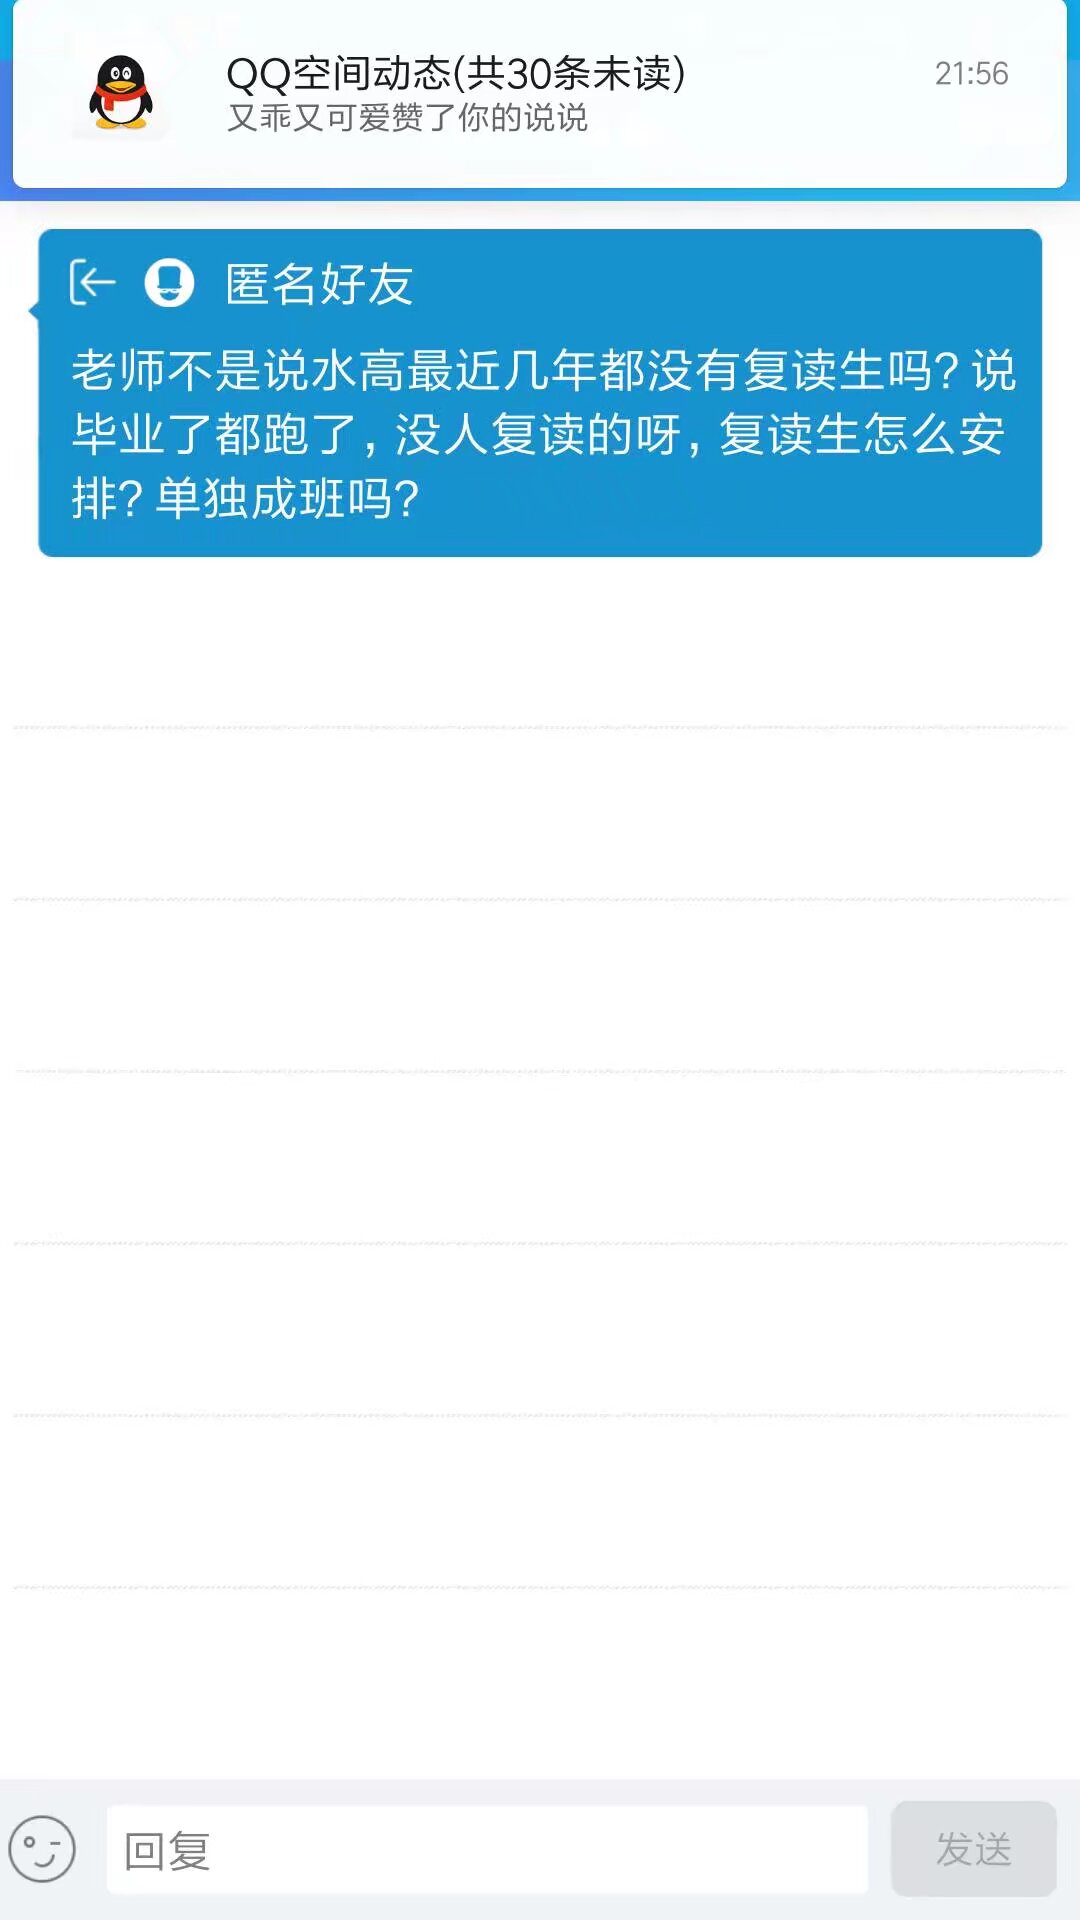 QQ空间动态(共30条未读)
21:56
又乖又可爱赞了你的说说
匿名好友
老师不是说水高最近几年都没有复读生吗? 说
毕业了都跑了, 没人复读的呀, 复读生怎么安
排? 单独成班吗?
回复
发送